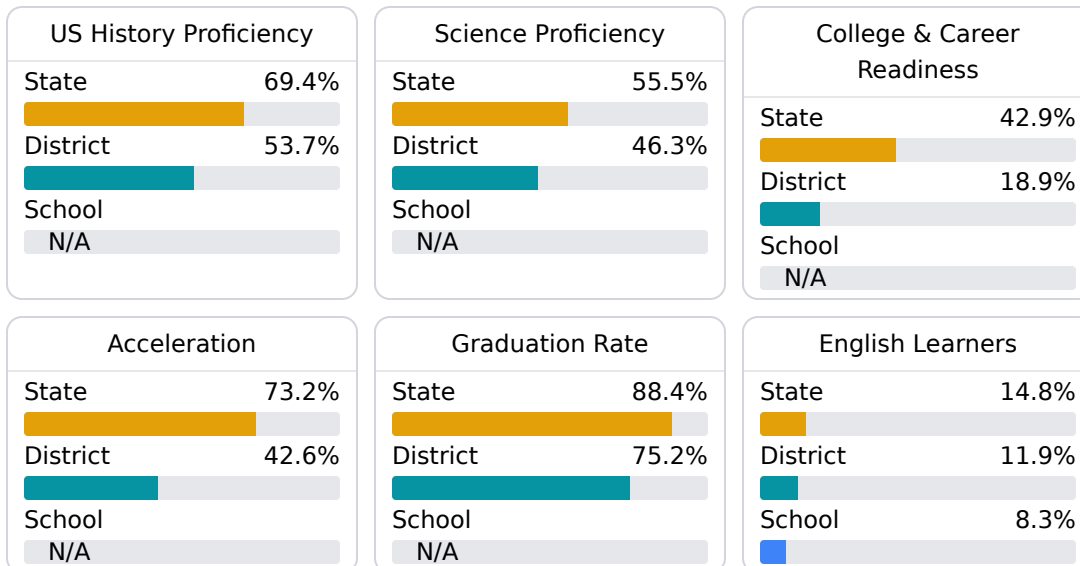 US History Proficiency
State 69.4%
District 53.7%
School
N/A
Science Proficiency
State 55.5%
District 46.3%
School
N/A
College & Career
Readiness
State 42.9%
District 18.9%
School
N/A
Acceleration
State 73.2%
District 42.6%
School
N/A
Graduation Rate
State 88.4%
District 75.2%
School
N/A
English Learners
State 14.8%
District 11.9%
School 8.3%